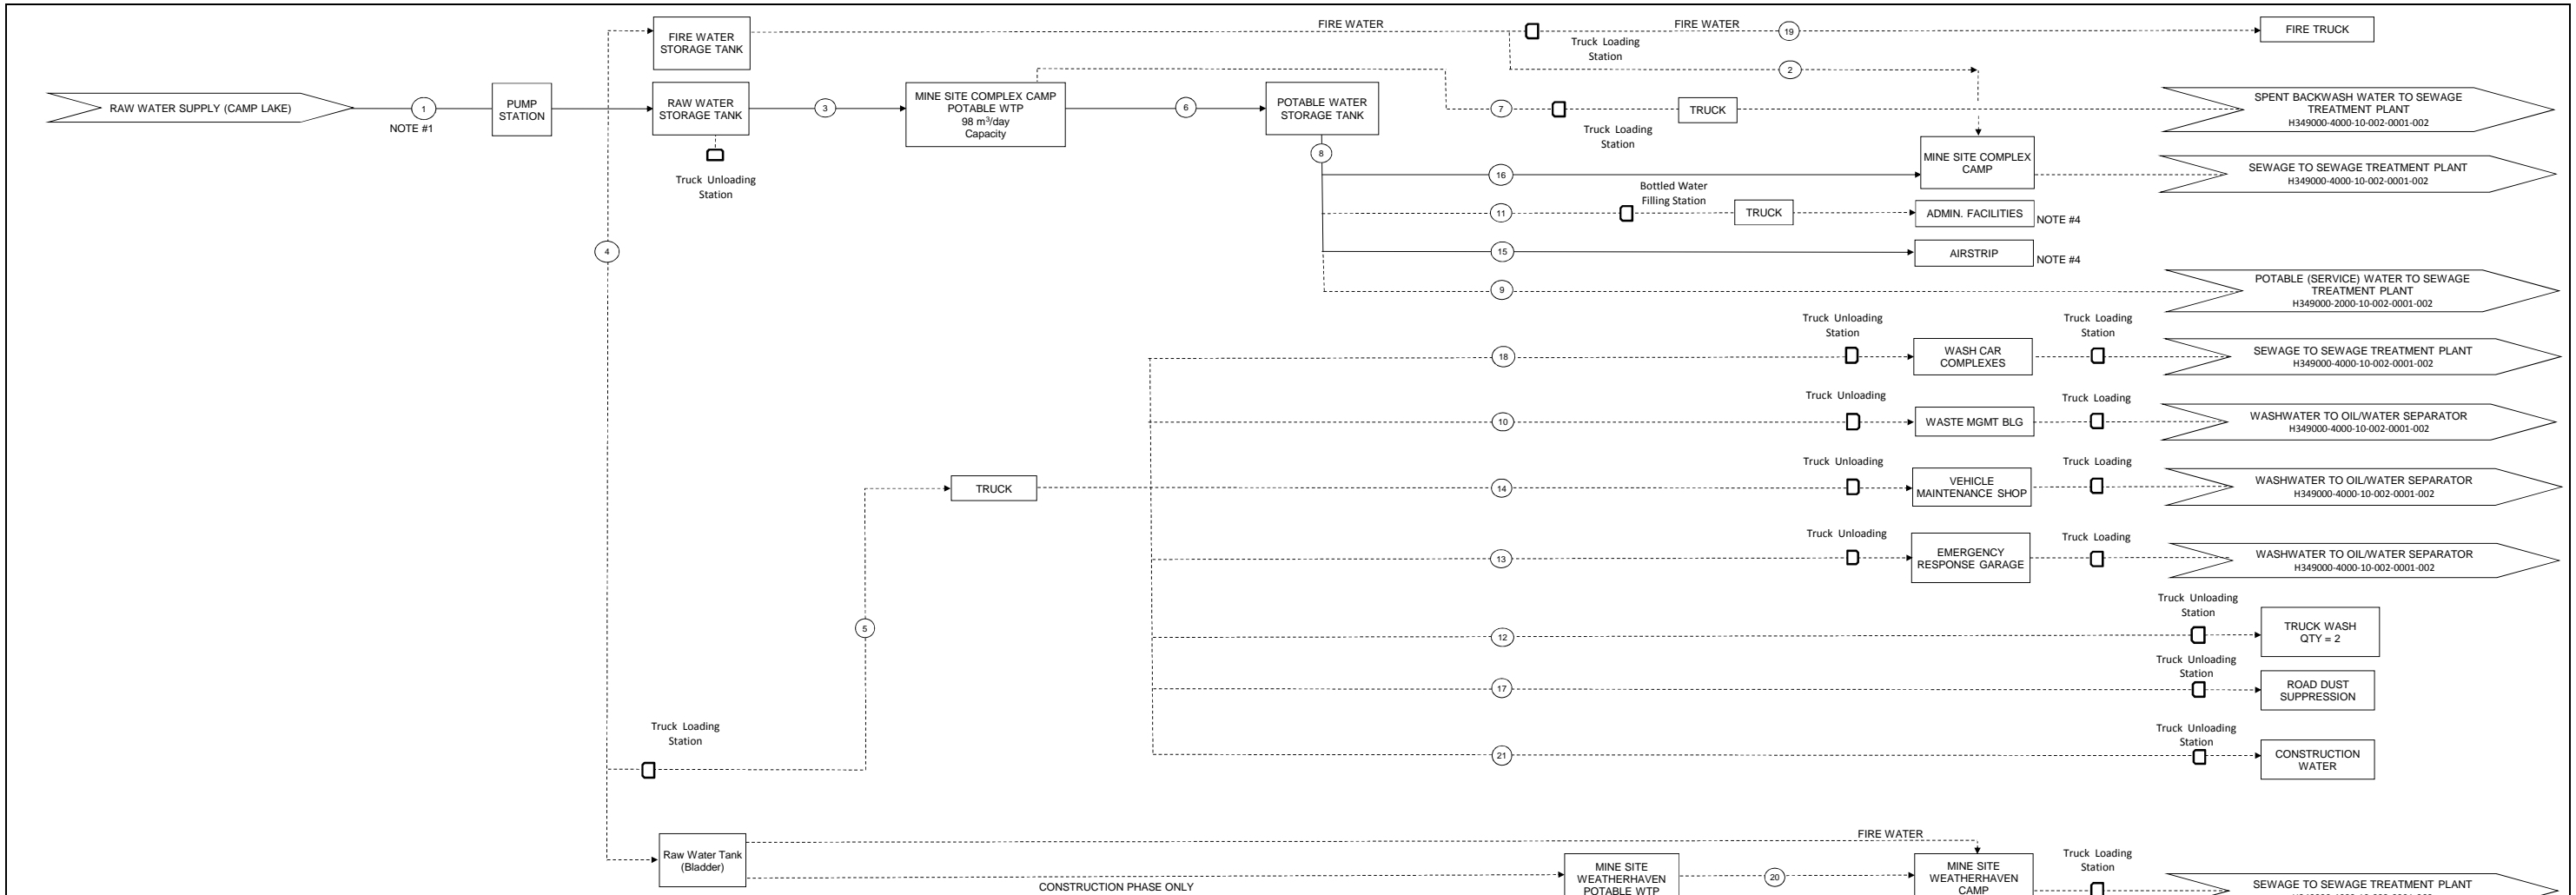 FIRE WATER
FIRE WATER
FIRE WATER
STORAGE TANK
19
FIRE TRUCK
Truck Loading
Station
2
RAW WATER SUPPLY (CAMP LAKE)
1
NOTE #1
PUMP
STATION
RAW WATER
STORAGE TANK
3
MINE SITE COMPLEX CAMP
POTABLE WTP
98 m³/day
Capacity
6
POTABLE WATER
STORAGE TANK
7
TRUCK
Truck Loading
Station
SPENT BACKWASH WATER TO SEWAGE
TREATMENT PLANT
H349000-4000-10-002-0001-002
Truck Unloading
Station
8
16
MINE SITE COMPLEX
CAMP
SEWAGE TO SEWAGE TREATMENT PLANT
H349000-4000-10-002-0001-002
Bottled Water
Filling Station
11
TRUCK
ADMIN. FACILITIES
NOTE #4
4
15
AIRSTRIP
NOTE #4
9
POTABLE (SERVICE) WATER TO SEWAGE
TREATMENT PLANT
H349000-2000-10-002-0001-002
Truck Unloading
Station
Truck Loading
Station
18
WASH CAR
COMPLEXES
SEWAGE TO SEWAGE TREATMENT PLANT
H349000-4000-10-002-0001-002
Truck Unloading
Truck Loading
10
WASTE MGMT BLG
WASHWATER TO OIL/WATER SEPARATOR
H349000-4000-10-002-0001-002
Truck Unloading
Truck Loading
TRUCK
14
VEHICLE
MAINTENANCE SHOP
WASHWATER TO OIL/WATER SEPARATOR
H349000-4000-10-002-0001-002
Truck Unloading
Truck Loading
13
EMERGENCY
RESPONSE GARAGE
WASHWATER TO OIL/WATER SEPARATOR
H349000-4000-10-002-0001-002
5
Truck Unloading
Station
12
TRUCK WASH
QTY = 2
Truck Unloading
Station
17
ROAD DUST
SUPPRESSION
Truck Loading
Station
Truck Unloading
Station
21
CONSTRUCTION
WATER
FIRE WATER
Raw Water Tank
(Bladder)
CONSTRUCTION PHASE ONLY
MINE SITE
WEATHERHAVEN
POTABLE WTP
20
MINE SITE
WEATHERHAVEN
CAMP
Truck Loading
Station
SEWAGE TO SEWAGE TREATMENT PLANT